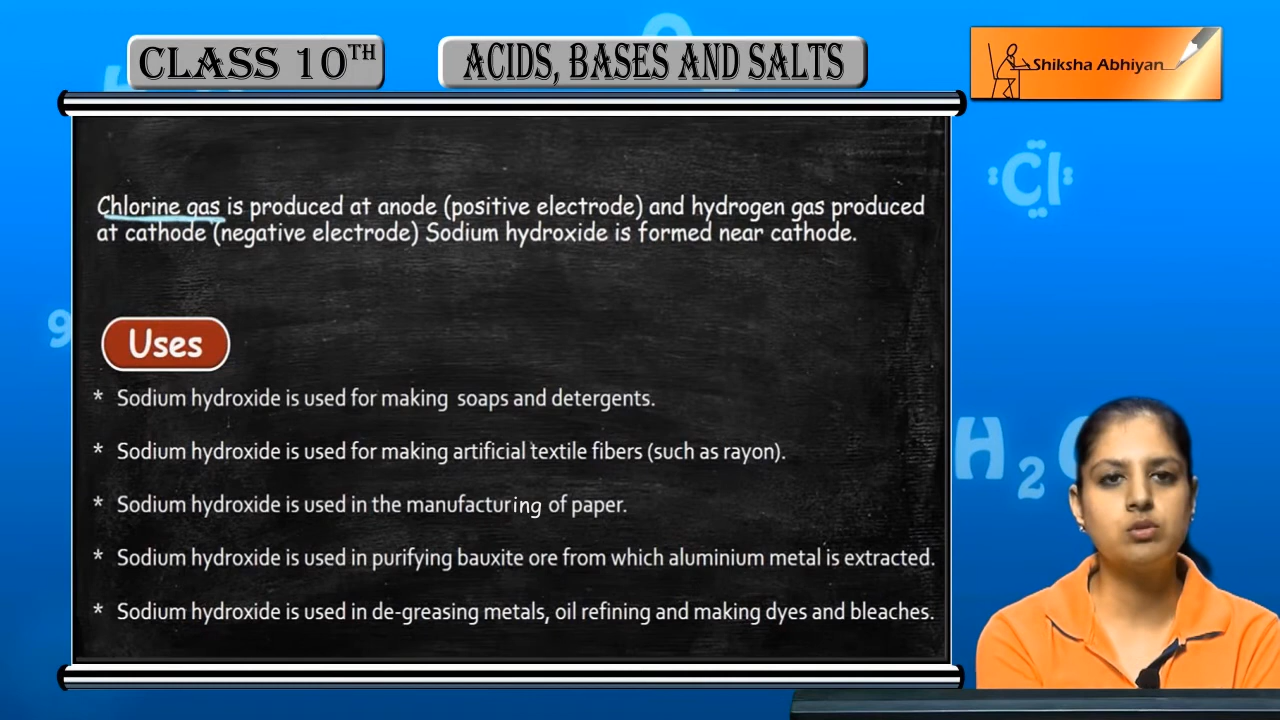 CLASS 10TH
ACIDS, BASES AND SALTS
Shiksha Abhiyan
Chlorine gas is produced at anode (positive electrode) and hydrogen gas produced
at cathode (negative electrode) Sodium hydroxide is formed near cathode.
Cl
9
Uses
* Sodium hydroxide is used for making soaps and detergents.
* Sodium hydroxide is used for making artificial textile fibers (such as rayon).
H2
* Sodium hydroxide is used in the manufacturing of paper.
* Sodium hydroxide is used in purifying bauxite ore from which aluminium metal is extracted.
* Sodium hydroxide is used in de-greasing metals, oil refining and making dyes and bleaches.